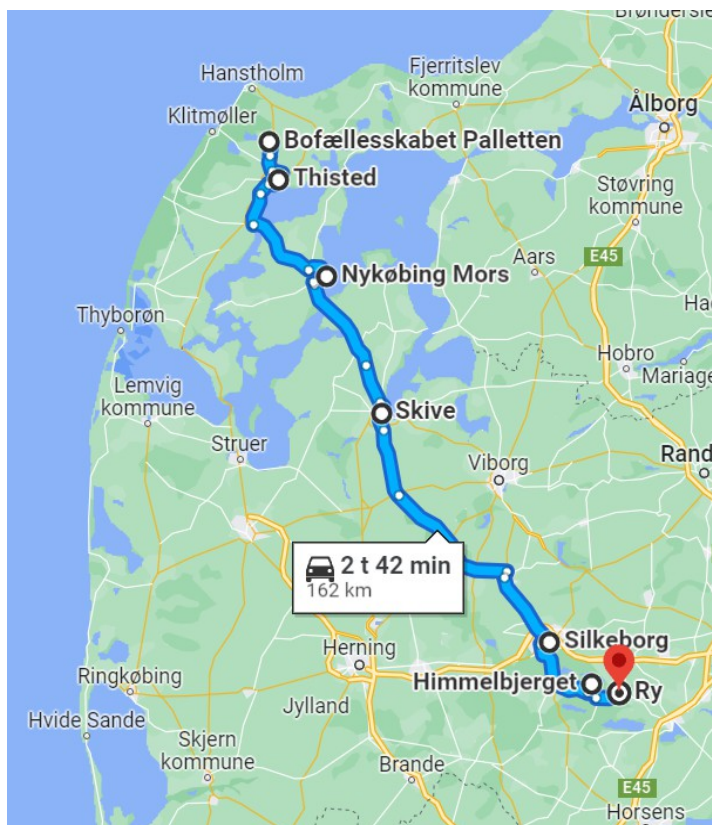 Brønderslev
Hanstholm
Fjerritslev
kommune
Klitmøller
Ålborg
Bofællesskabet Palletten
Thisted
Støvring
kommune
E45
Aars
Nykøbing Mors
Thyborøn
Hobro
Mariage
Lemvig
kommune
Skive
Struer
Viborg
Rand
2 t 42 min
162 km
Silkeborg
Herning
Himmelbjerget
Ry
Ringkøbing
Jylland
Hvide Sande
Skjern
kommune
Brande
E45
Horsens